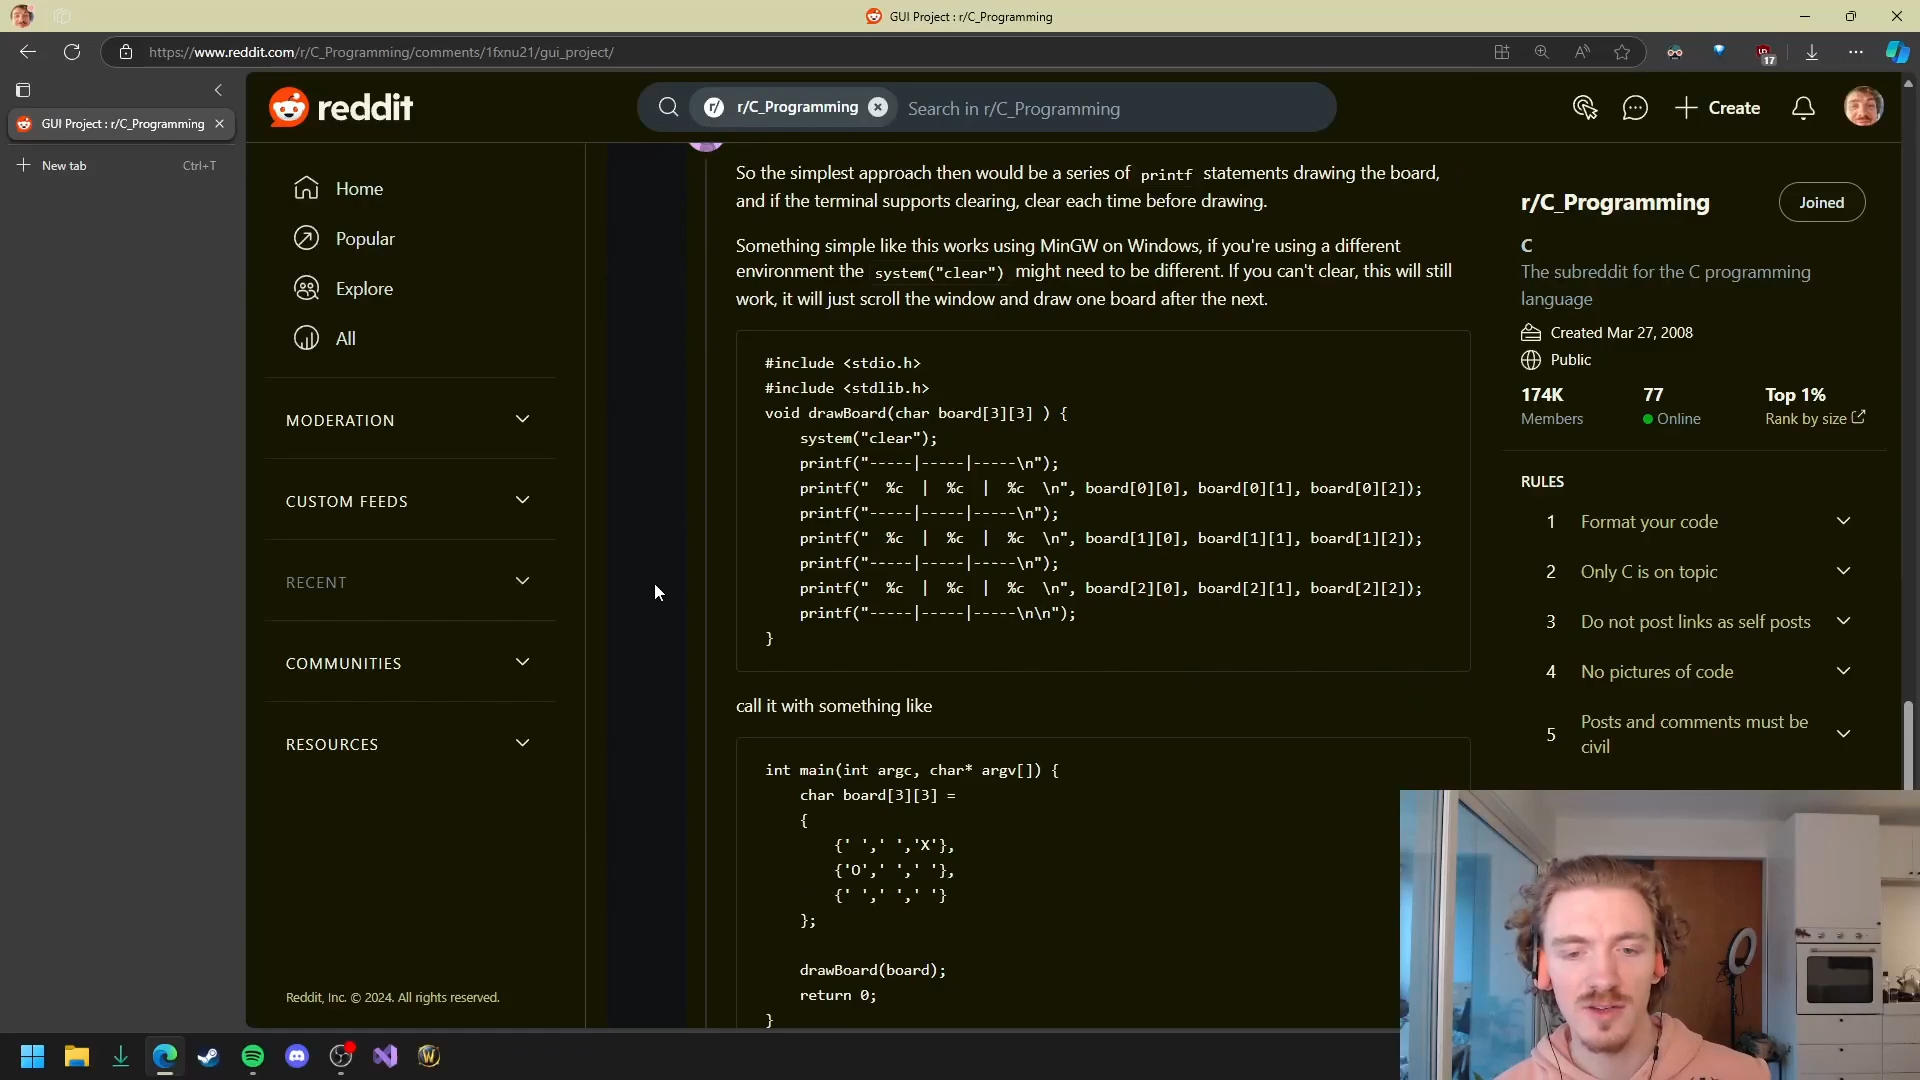 GUI Project : r/C_Programming
https://www.reddit.com/r/C_Programming/comments/1fxnu21/gui_project/
17
GUI Project : r/C_Programming
New tab
Ctrl+T
reddit
r/ r/C_Programming
Search in r/C_Programming
Create
Home
Popular
Explore
All
MODERATION
CUSTOM FEEDS
RECENT
COMMUNITIES
RESOURCES
Reddit, Inc. © 2024. All rights reserved.
So the simplest approach then would be a series of printf statements drawing the board,
and if the terminal supports clearing, clear each time before drawing.
Something simple like this works using MinGW on Windows, if you're using a different
environment the system("clear") might need to be different. If you can't clear, this will still
work, it will just scroll the window and draw one board after the next.
#include <stdio.h>
#include <stdlib.h>
void drawBoard(char board[3][3] ) {
    system("clear");
    printf("-----|-----|-----\n");
    printf("  %c  |  %c  |  %c  \n", board[0][0], board[0][1], board[0][2]);
    printf("-----|-----|-----\n");
    printf("  %c  |  %c  |  %c  \n", board[1][0], board[1][1], board[1][2]);
    printf("-----|-----|-----\n");
    printf("  %c  |  %c  |  %c  \n", board[2][0], board[2][1], board[2][2]);
    printf("-----|-----|-----\n\n");
}
call it with something like
int main(int argc, char* argv[]) {
    char board[3][3] =
    {
        {' ',' ','X'},
        {'O',' ',' '},
        {' ',' ',' '}
    };
    drawBoard(board);
    return 0;
}
r/C_Programming
Joined
C
The subreddit for the C programming
language
Created Mar 27, 2008
Public
174K
Members
77
Online
Top 1%
Rank by size
RULES
1 Format your code
2 Only C is on topic
3 Do not post links as self posts
4 No pictures of code
5 Posts and comments must be
civil